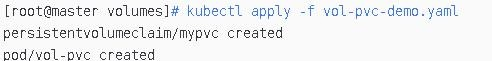 [root@master volumes]# kubectl apply -f vol-pvc-demo.yaml
persistentvolumeclaim/mypvc created
pod/vol-pvc created